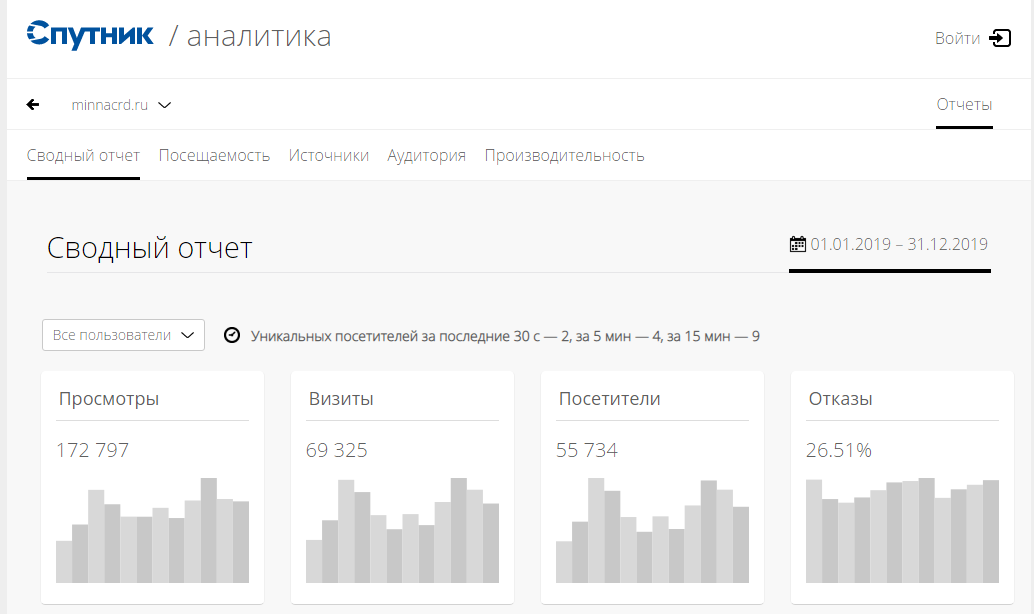 Спутник / аналитика
Войти
minnacrd.ru
Отчеты
Сводный отчет Посещаемость Источники Аудитория Производительность
Сводный отчет
01.01.2019 – 31.12.2019
Все пользователи
Уникальных посетителей за последние 30 с — 2, за 5 мин — 4, за 15 мин — 9
Просмотры
172 797
Визиты
69 325
Посетители
55 734
Отказы
26.51%